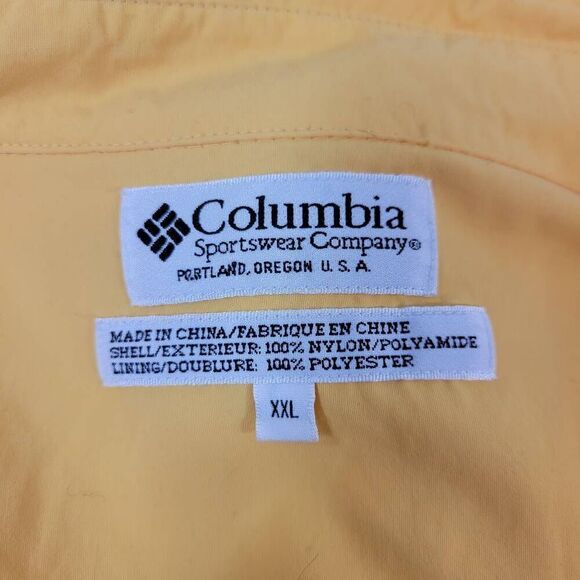 Columbia
Sportswear Company®
PORTLAND, OREGON U. S. A.
MADE IN CHINA/FABRIQUE EN CHINE
SHELL/EXTERIEUR: 100% NYLON/POLYAMIDE
LINING/DOUBLURE: 100% POLYESTER
XXL